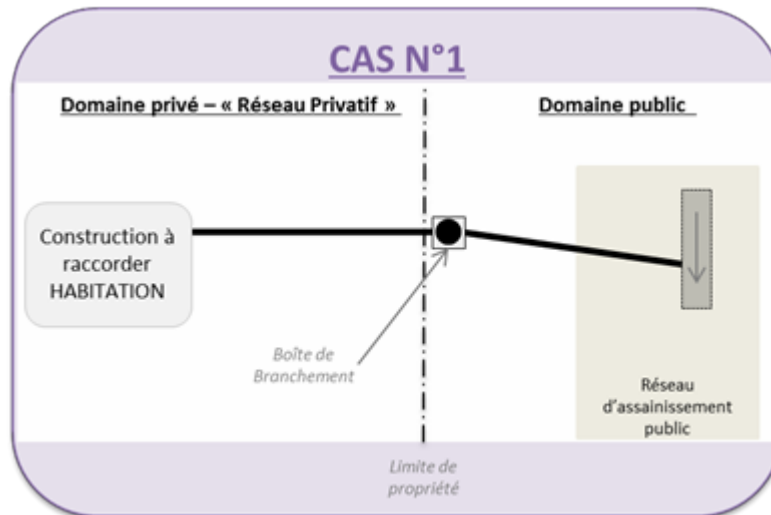 CAS N°1
Domaine privé – « Réseau Privatif »
Domaine public
Construction à
raccorder
HABITATION
Boîte de
Branchement
Réseau
d'assainissement
public
Limite de
propriété